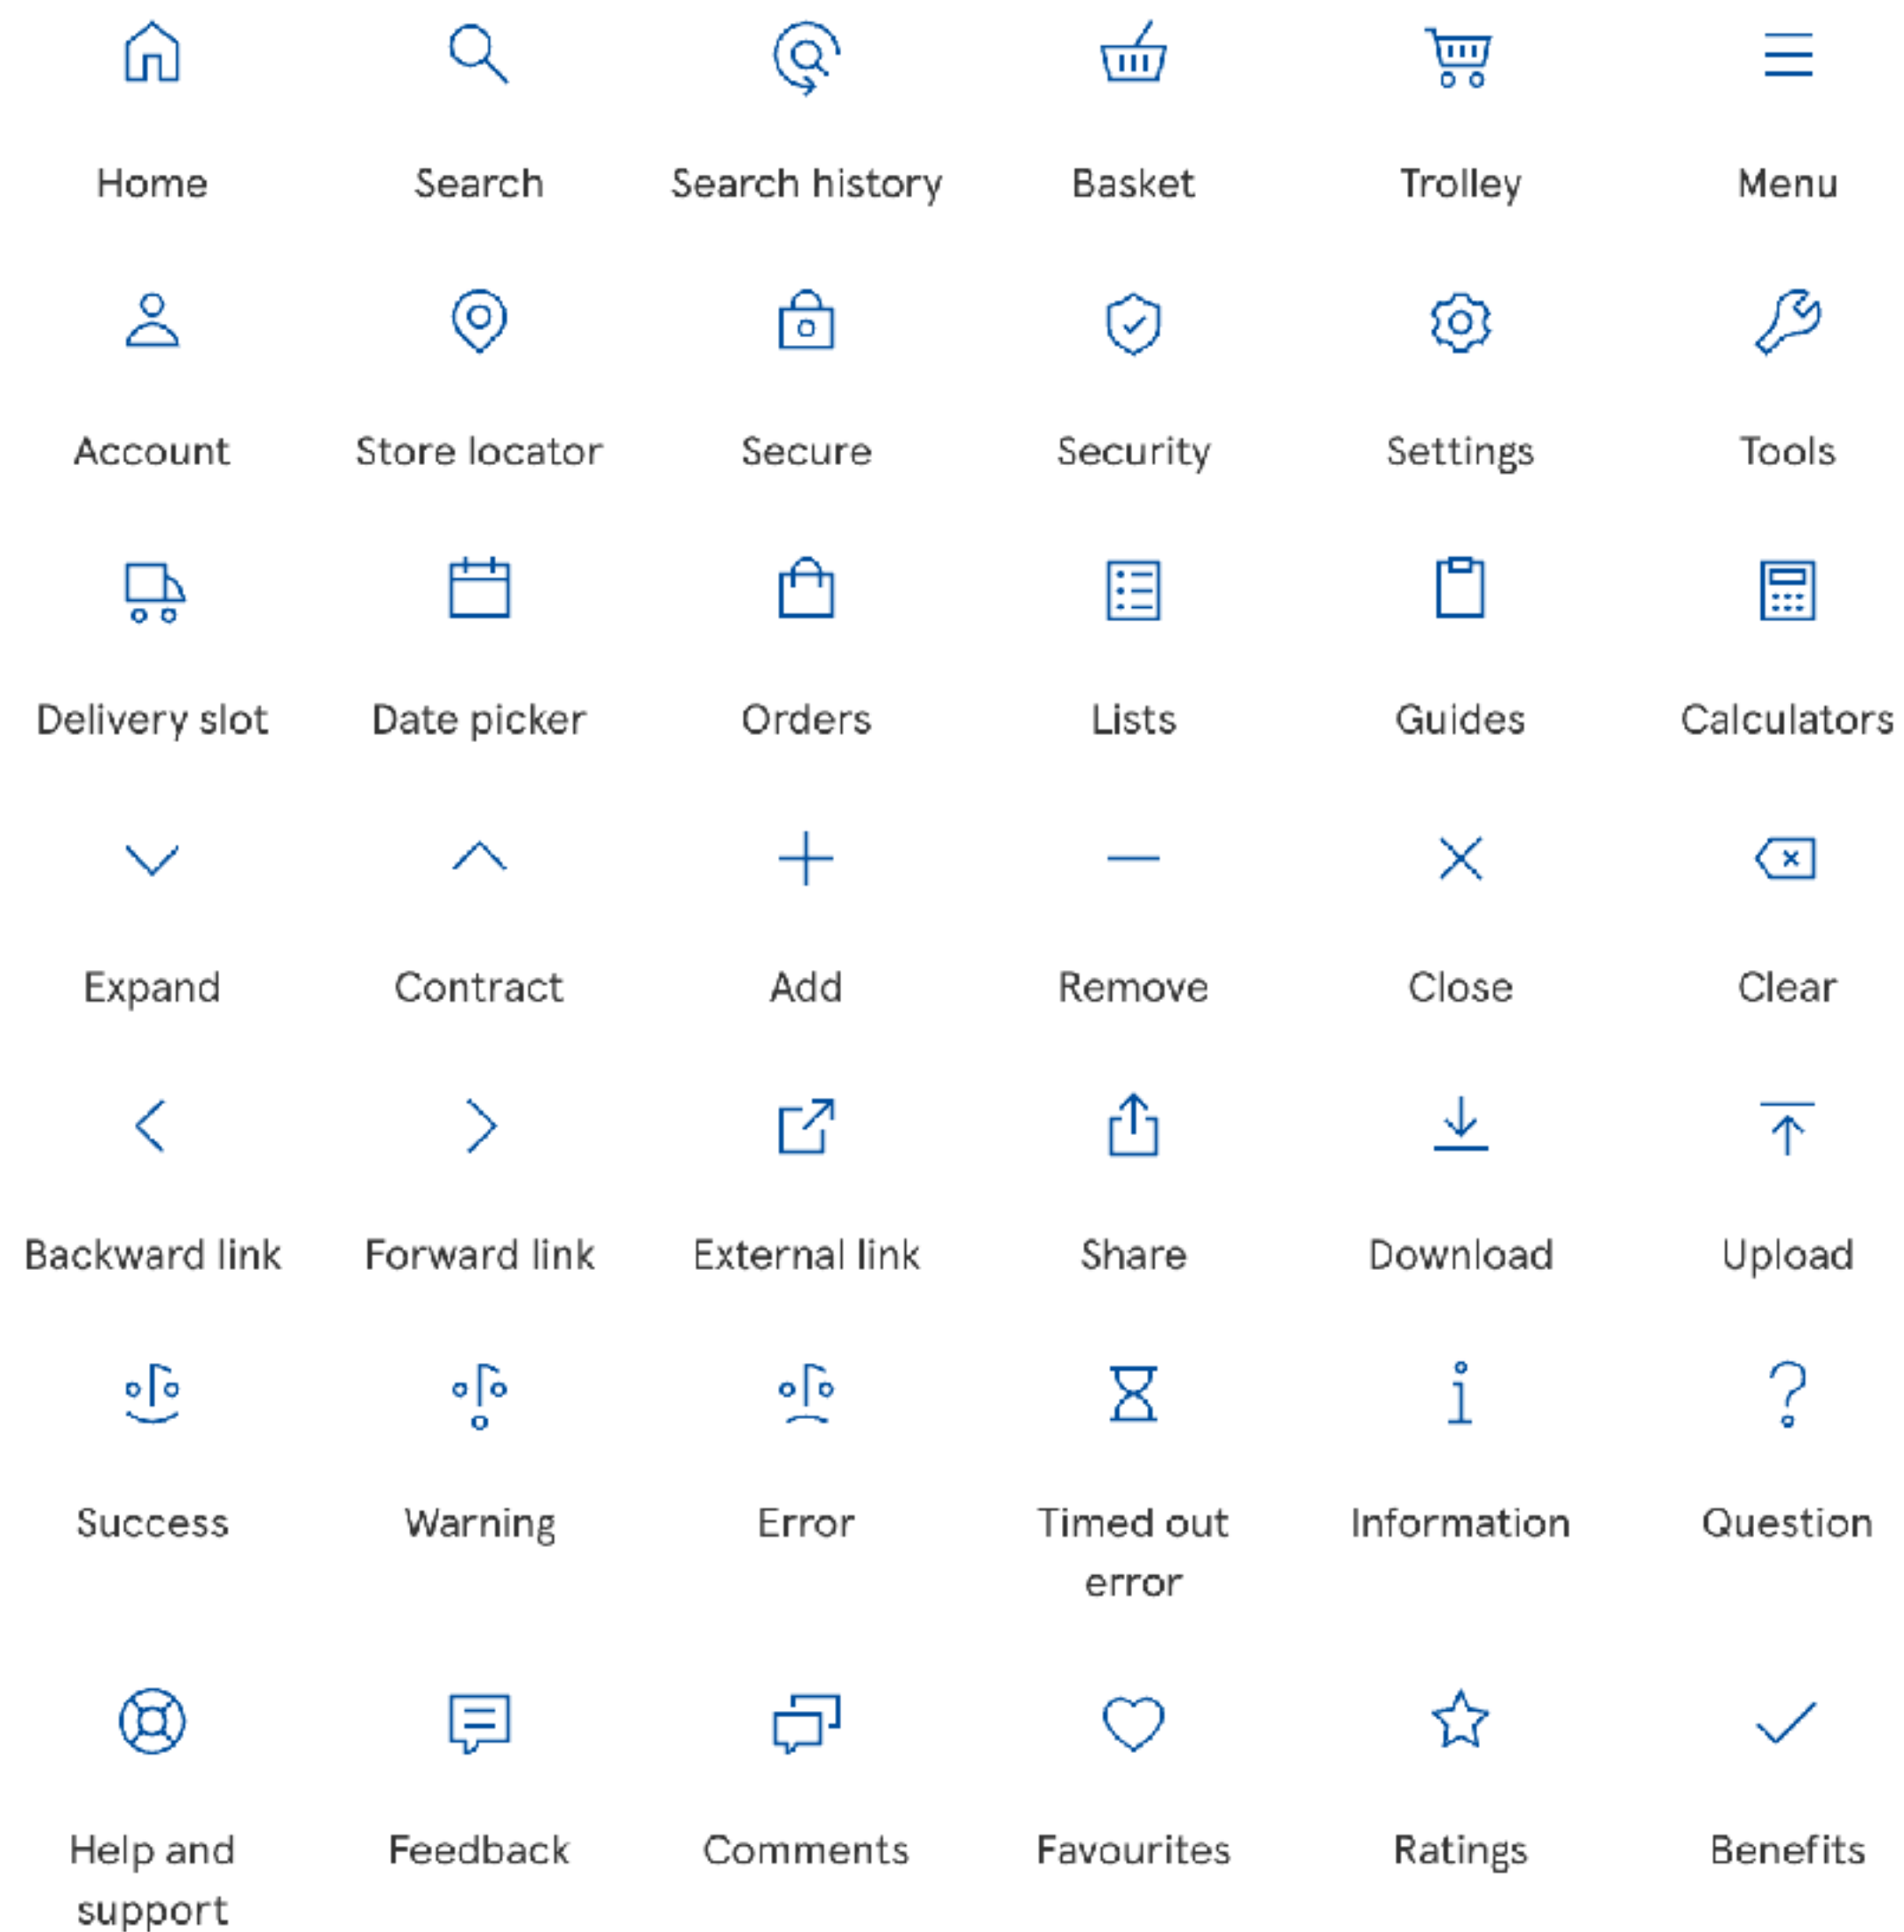 Home
Search
Search history
Basket
Trolley
Menu
Account
Store locator
Secure
Security
Settings
Tools
Delivery slot
Date picker
Orders
Lists
Guides
Calculators
Expand
Contract
Add
Remove
Close
Clear
Backward link
Forward link
External link
Share
Download
Upload
Success
Warning
Error
Timed out
error
Information
Question
Help and
support
Feedback
Comments
Favourites
Ratings
Benefits